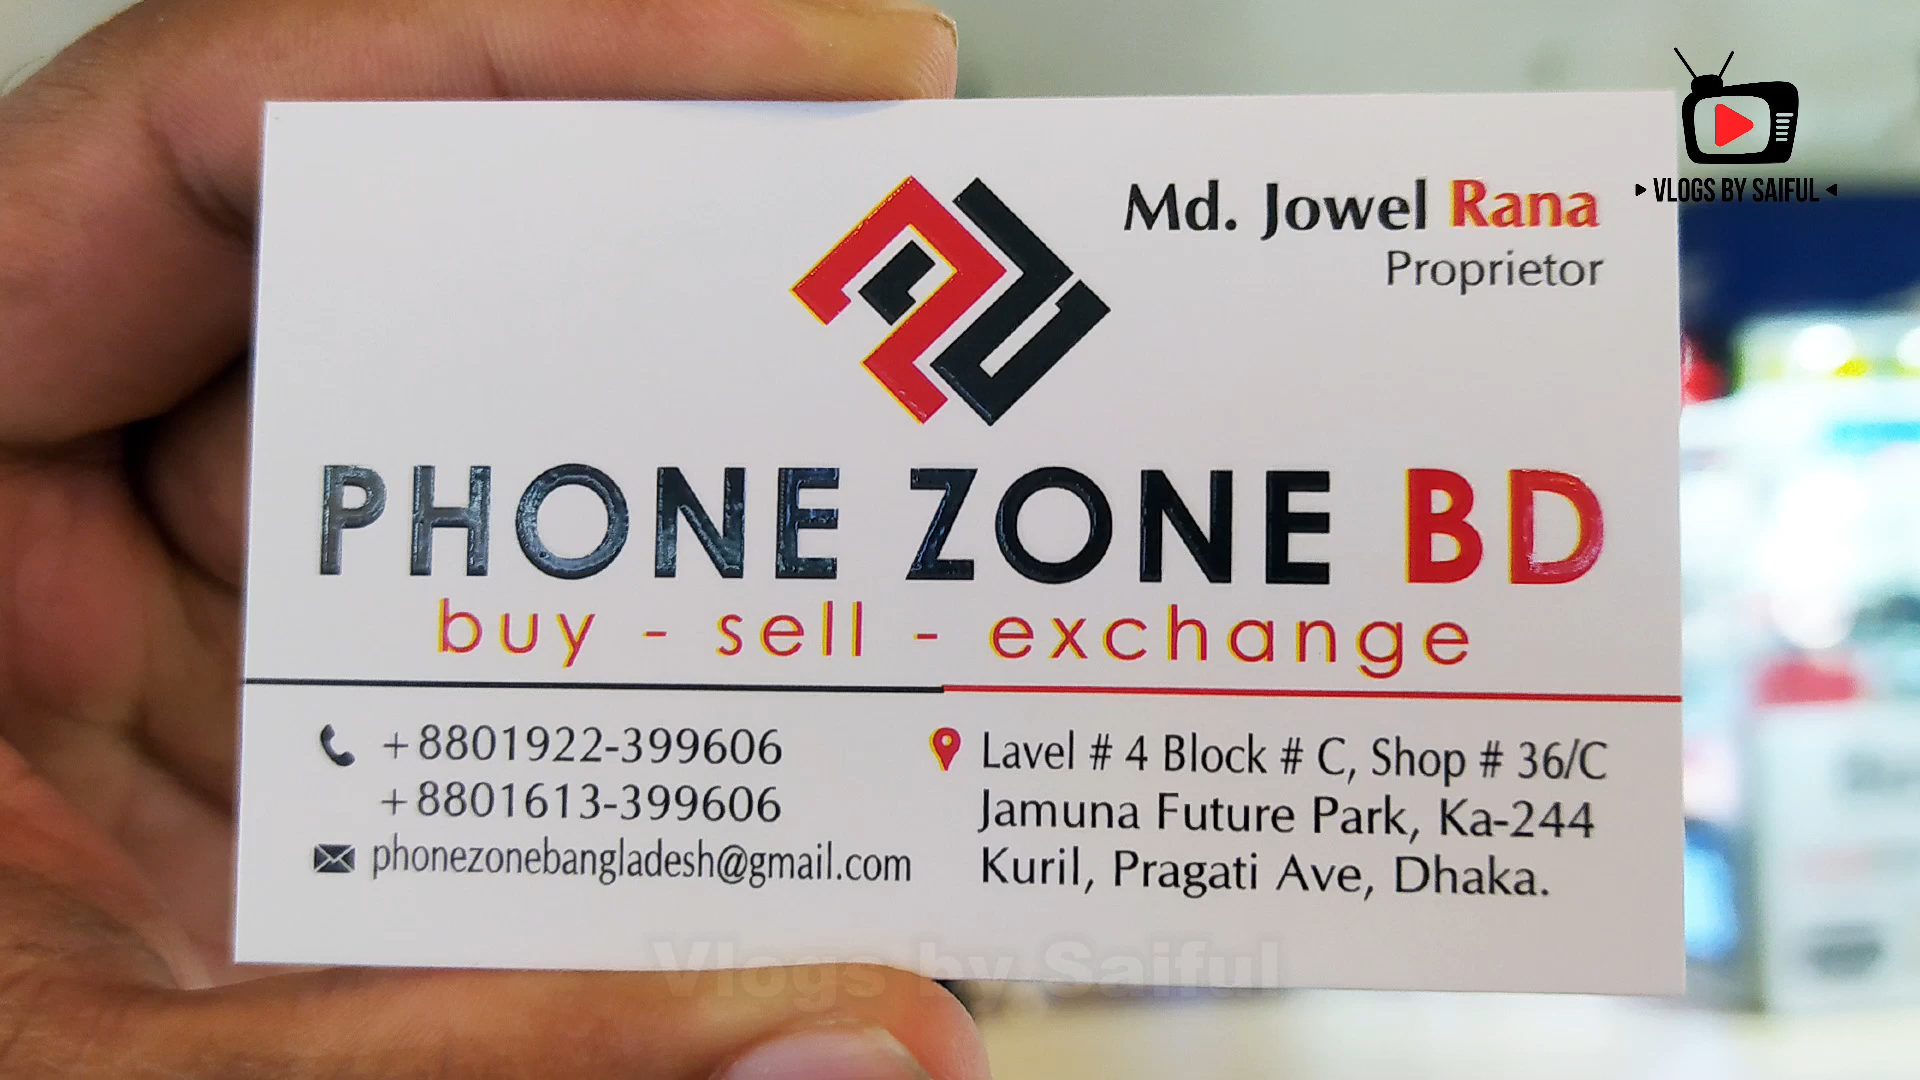 VLOGS BY SAIFUL
Md. Jowel Rana
Proprietor
PHONE ZONE BD
buy - sell - exchange
+8801922-399606
+8801613-399606
phonezonebangladesh@gmail.com
Lavel # 4 Block # C, Shop # 36/C
Jamuna Future Park, Ka-244
Kuril, Pragati Ave, Dhaka.
Vlogs by Saiful